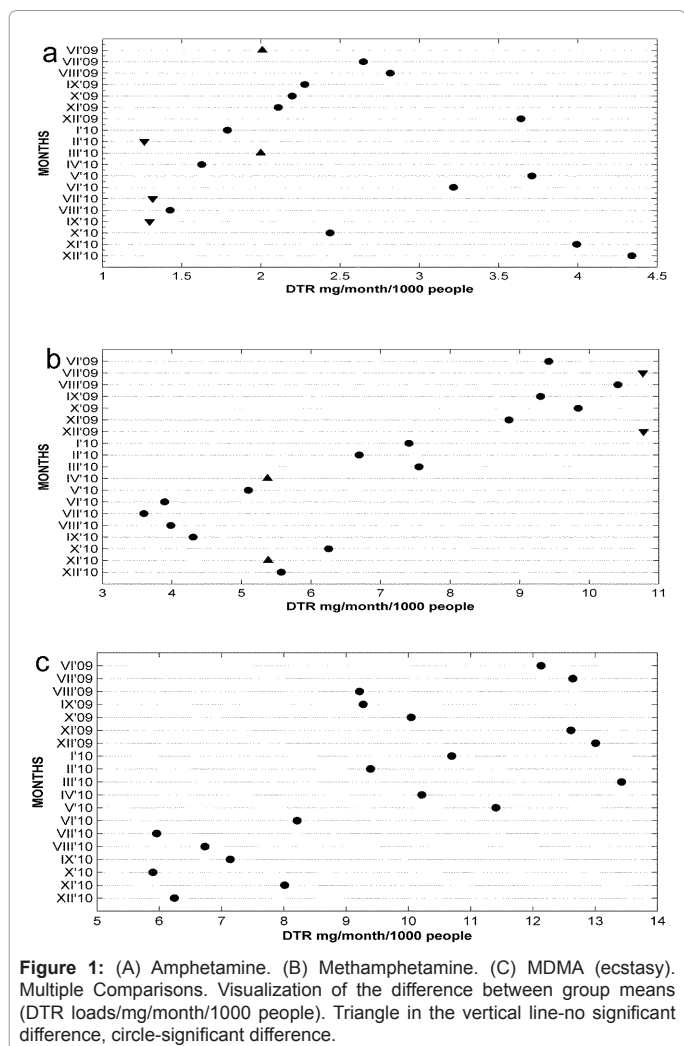 a
VI'09
VII'09
VIII'09
IX'09
X'09
XI'09
XII'09
I'10
II'10
III'10
IV'10
V'10
VI'10
VII'10
VIII'10
IX'10
X'10
XI'10
XII'10
MONTHS
1 1.5 2 2.5 3 3.5 4 4.5
DTR mg/month/1000 people
b
VI'09
VII'09
VIII'09
IX'09
X'09
XI'09
XII'09
I'10
II'10
III'10
IV'10
V'10
VI'10
VII'10
VIII'10
IX'10
X'10
XI'10
XII'10
MONTHS
3 4 5 6 7 8 9 10 11
DTR mg/month/1000 people
c
VI'09
VII'09
VIII'09
IX'09
X'09
XI'09
XII'09
I'10
II'10
III'10
IV'10
V'10
VI'10
VII'10
VIII'10
IX'10
X'10
XI'10
XII'10
MONTHS
5 6 7 8 9 10 11 12 13 14
DTR mg/month/1000 people
Figure 1: (A) Amphetamine. (B) Methamphetamine. (C) MDMA (ecstasy).
Multiple Comparisons. Visualization of the difference between group means
(DTR loads/mg/month/1000 people). Triangle in the vertical line-no significant
difference, circle-significant difference.